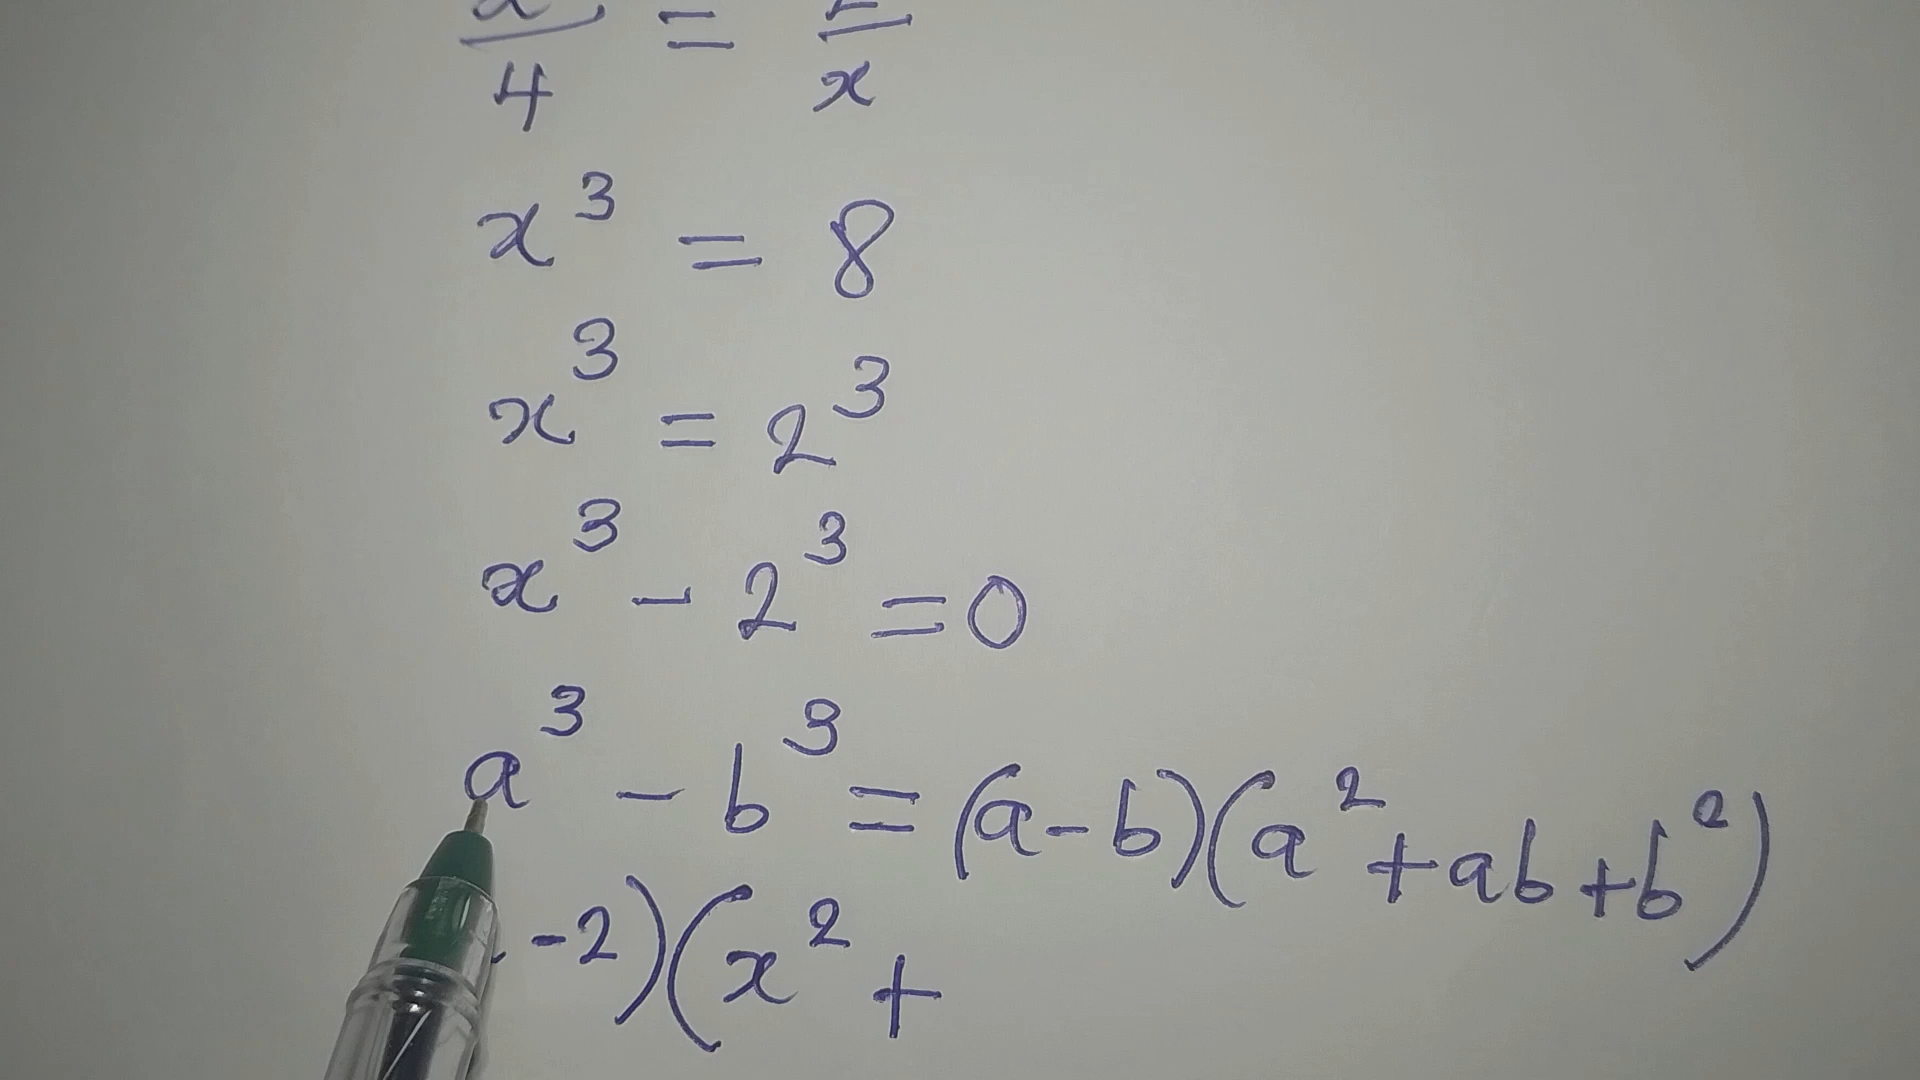 /4 = /x
x³ = 8
x³ = 2³
x³ - 2³ = 0
a³ - b³ = (a-b)(a² + ab + b²)
-2)(x² +